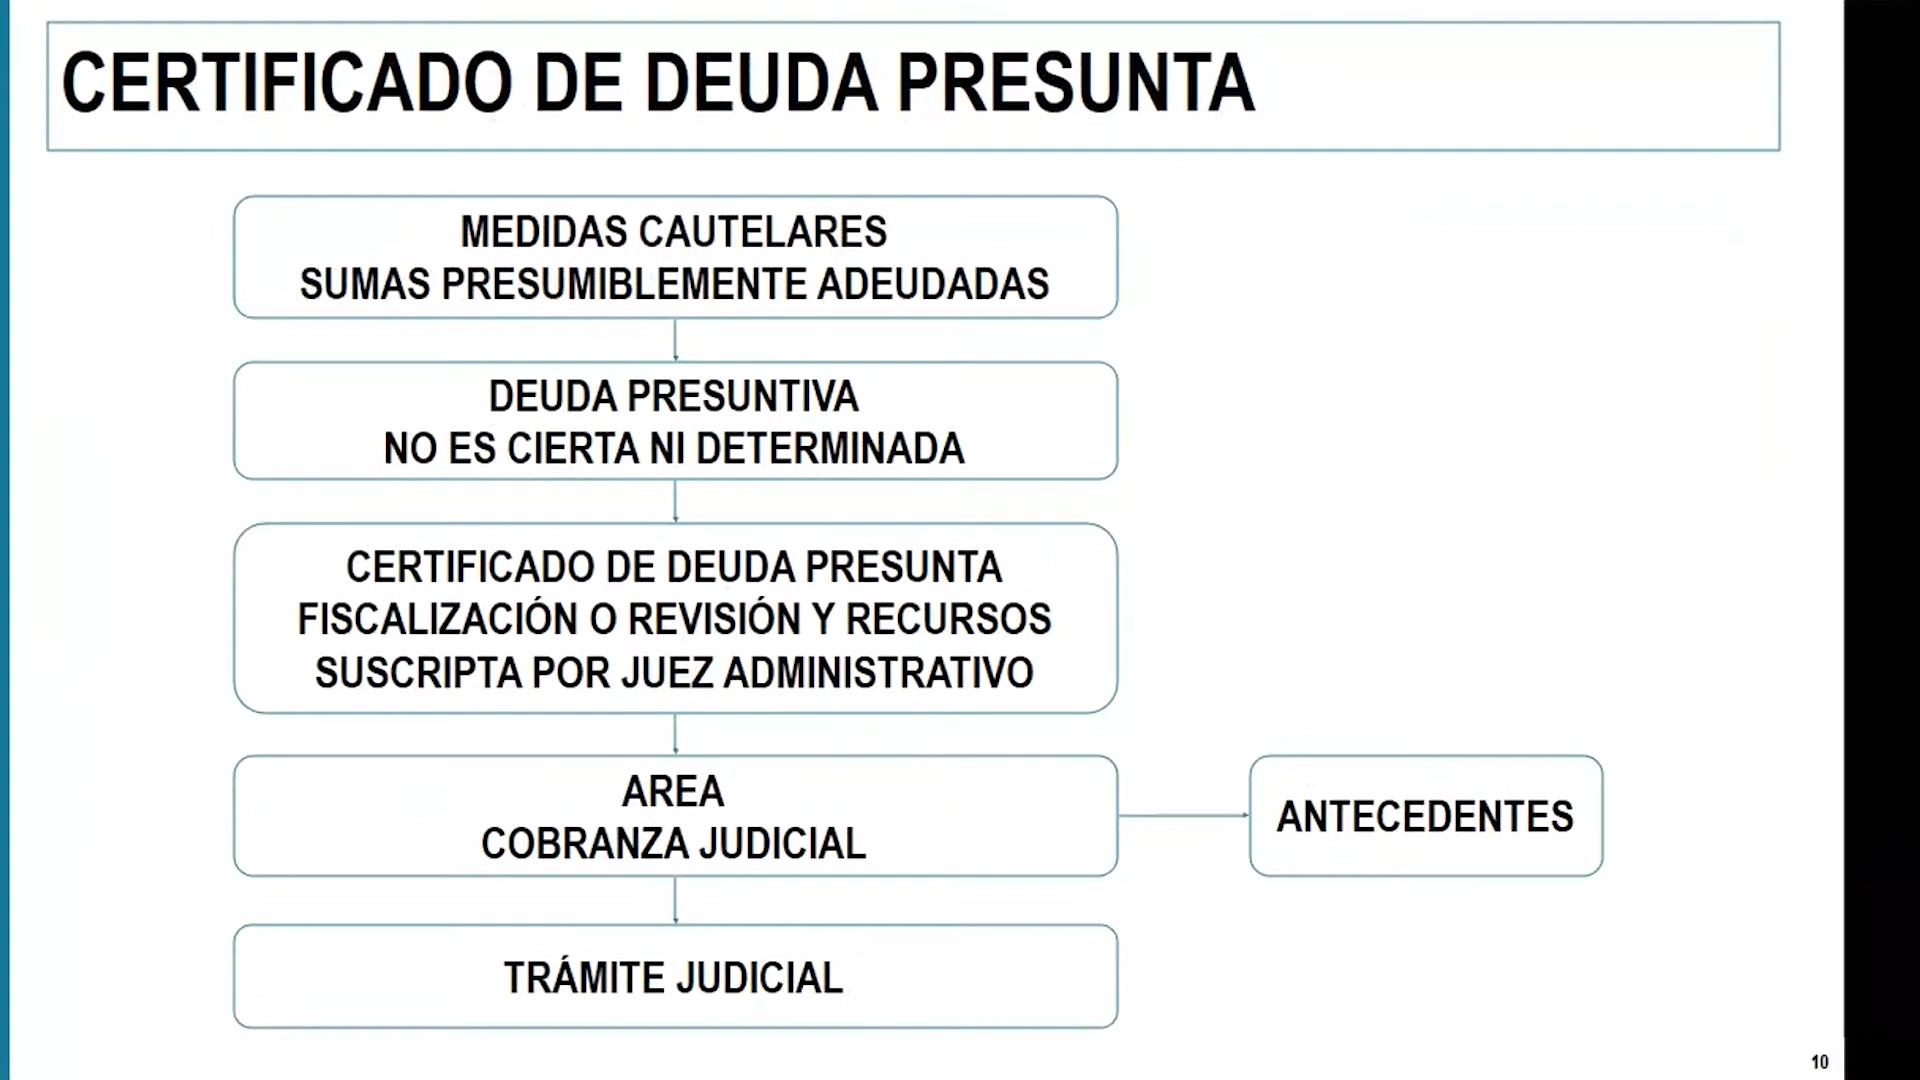 CERTIFICADO DE DEUDA PRESUNTA
MEDIDAS CAUTELARES
SUMAS PRESUMIBLEMENTE ADEUDADAS
DEUDA PRESUNTIVA
NO ES CIERTA NI DETERMINADA
CERTIFICADO DE DEUDA PRESUNTA
FISCALIZACIÓN O REVISIÓN Y RECURSOS
SUSCRIPTA POR JUEZ ADMINISTRATIVO
AREA
COBRANZA JUDICIAL
ANTECEDENTES
TRÁMITE JUDICIAL
10